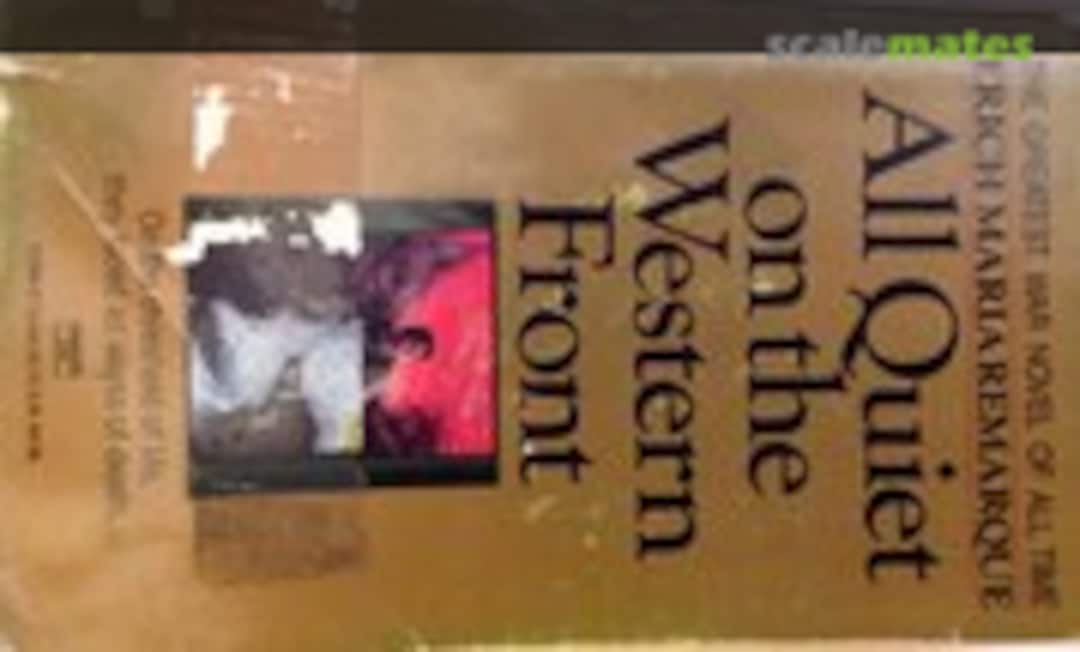 THE GREATEST WAR NOVEL OF ALL TIME
ERICH MARIA REMARQUE
All Quiet
on the
Western
Front
scalemates